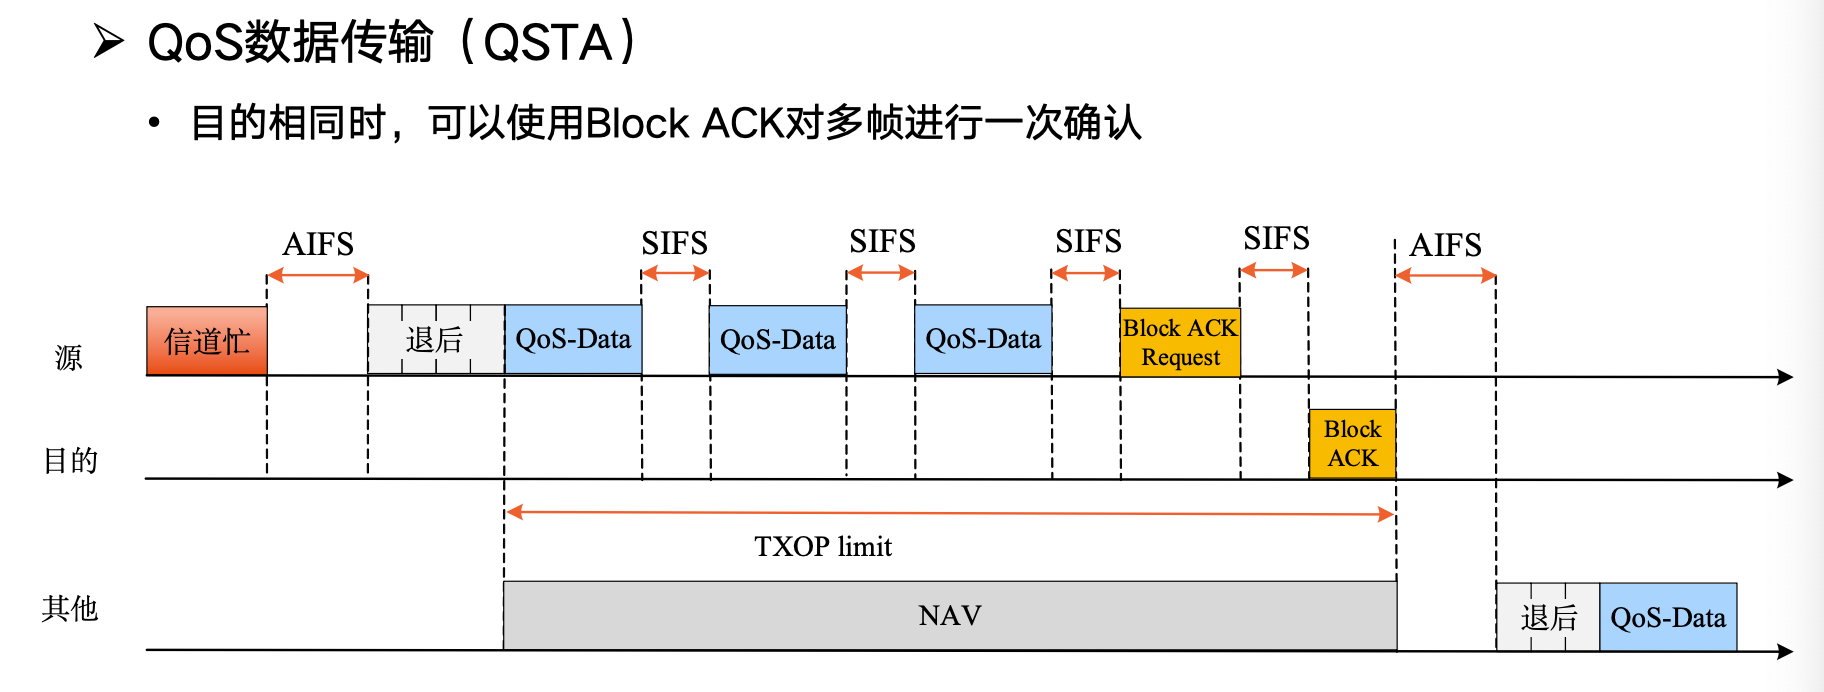 QoS数据传输（QSTA）
目的相同时，可以使用Block ACK对多帧进行一次确认
AIFS
SIFS
SIFS
SIFS
SIFS
AIFS
源
信道忙
退后
QoS-Data
QoS-Data
QoS-Data
Block ACK
Request
目的
Block
ACK
TXOP limit
其他
NAV
退后
QoS-Data